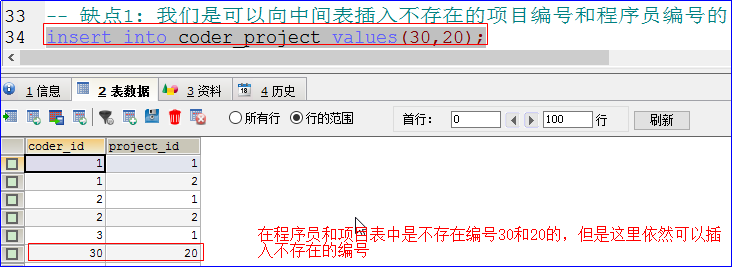 33 -- 缺点1: 我们是可以向中间表插入不存在的项目编号和程序员编号的
34 insert into coder_project values(30,20);
1 信息 2 表数据 3 资料 4 历史
所有行 行的范围 首行: 0 100 行 刷新
coder_id project_id
1 1
1 2
2 1
2 2
3 1
30 20
在程序员和项目表中是不存在编号30和20的，但是这里依然可以插
入不存在的编号